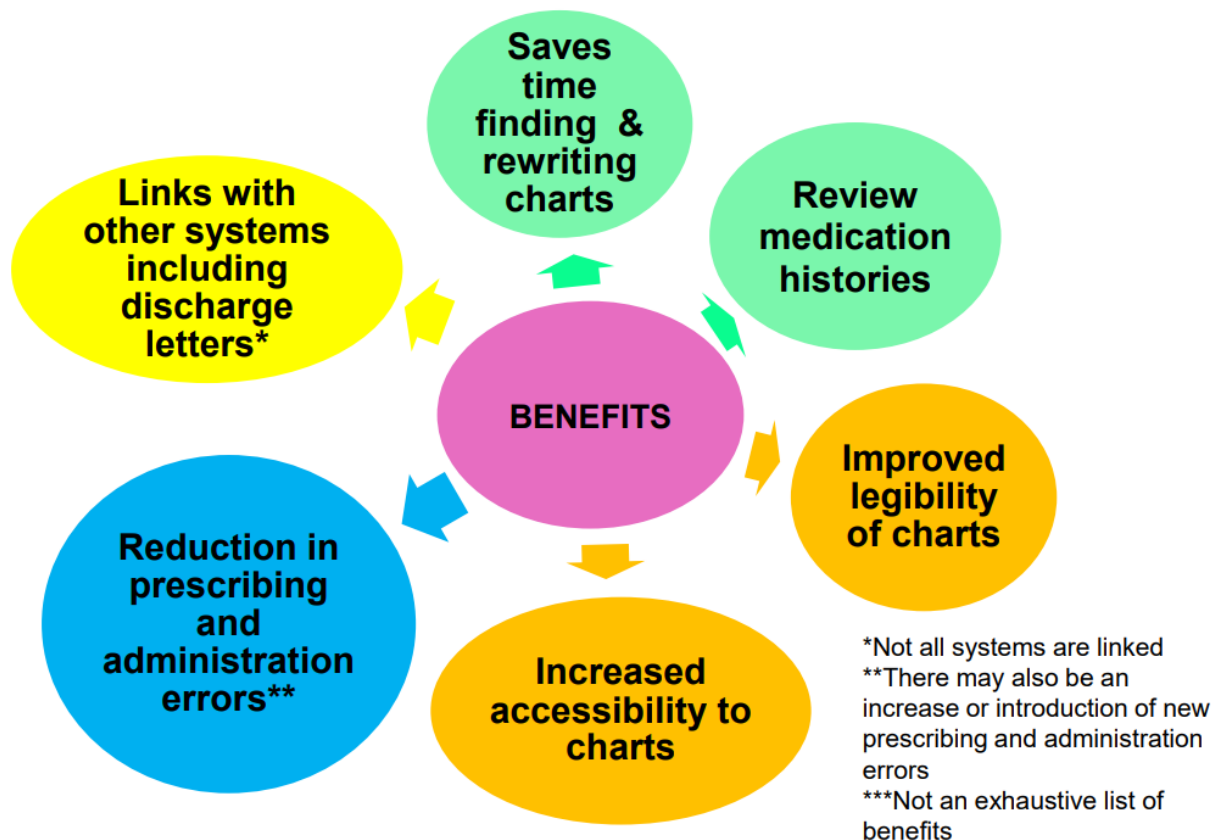 Saves
time
finding & 
rewriting
charts
Links with
other systems
including
discharge
letters*
Review
medication
histories
BENEFITS
Improved
legibility
of charts
Reduction in
prescribing
and
administration
errors**
Increased
accessibility to
charts
*Not all systems are linked
**There may also be an
increase or introduction of new
prescribing and administration
errors
***Not an exhaustive list of
benefits